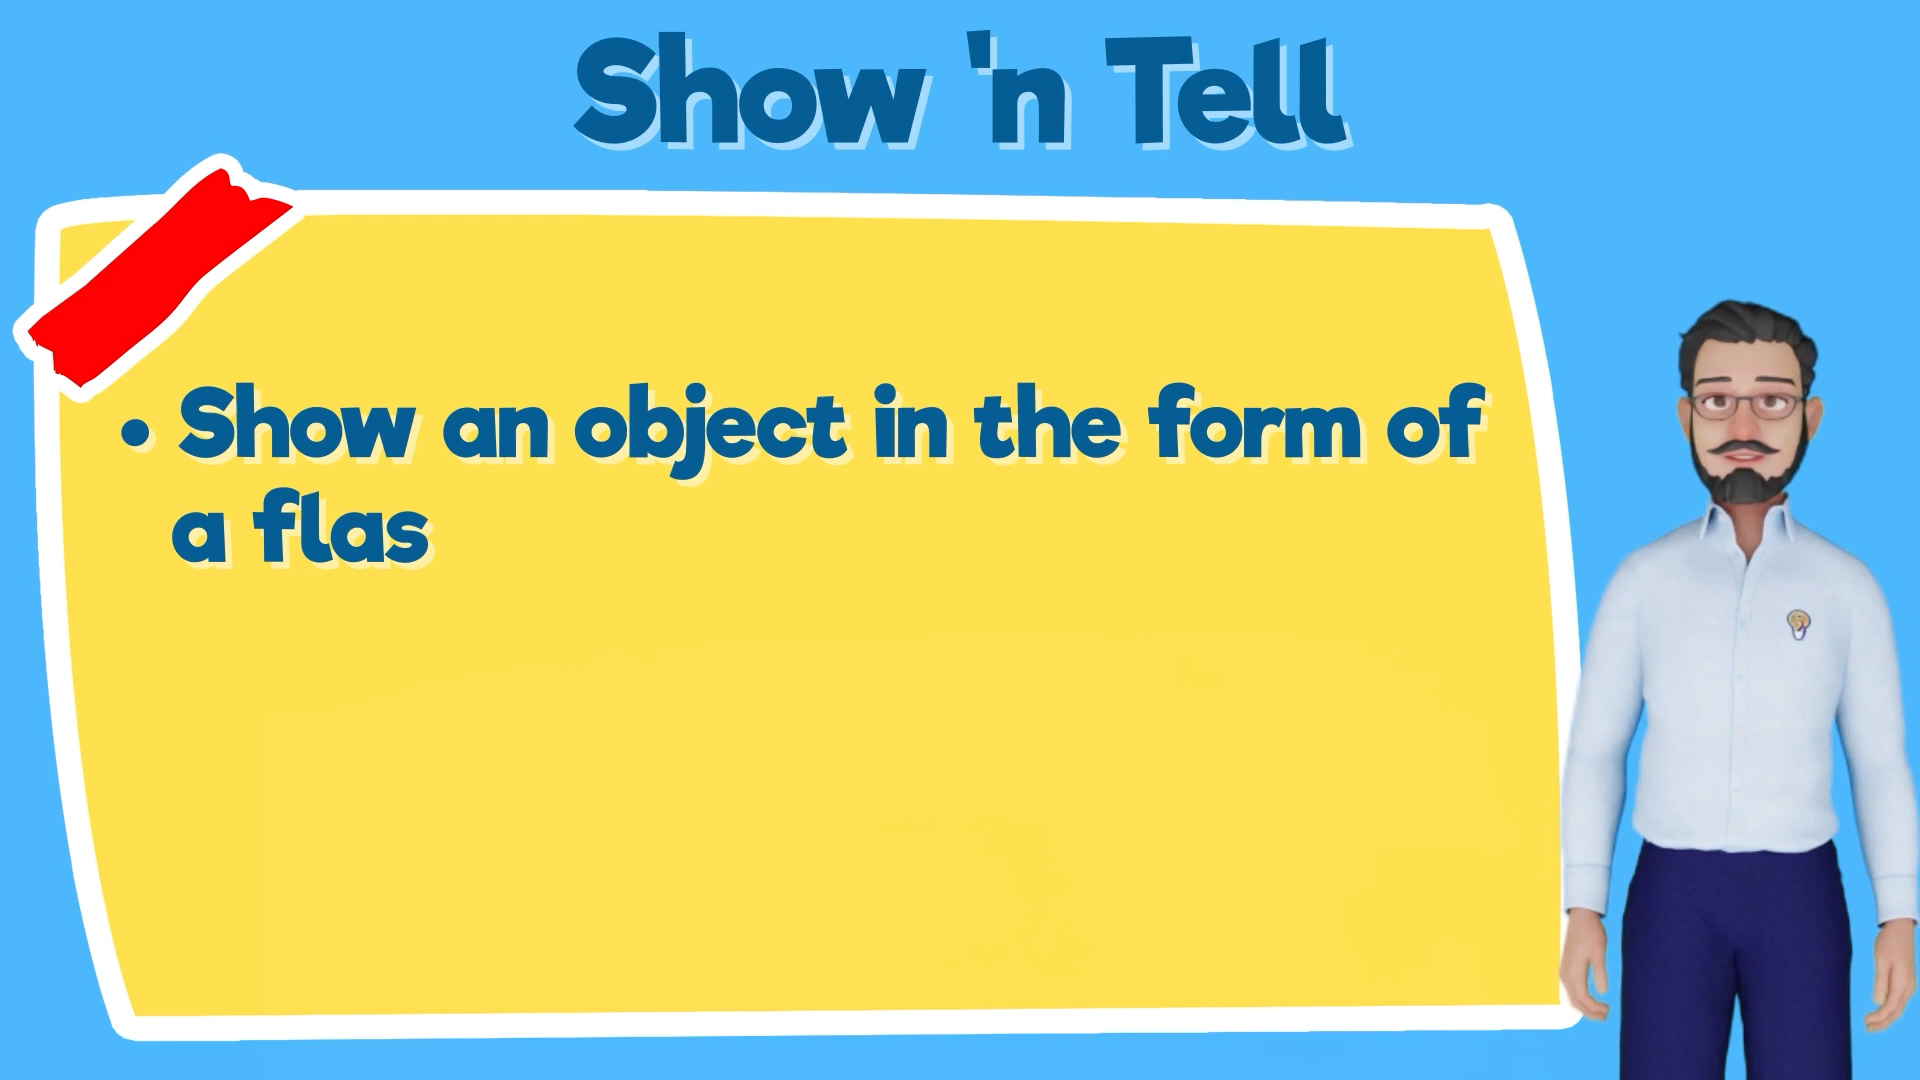 Show 'n Tell
• Show an object in the form of
a flas